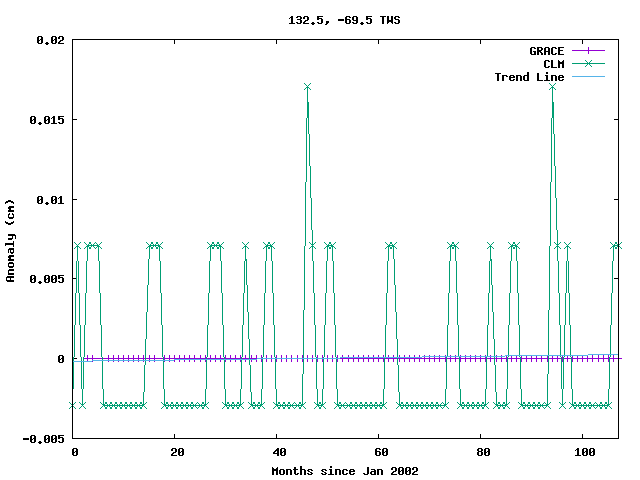 132.5, -69.5 TWS
0.02
GRACE
CLM
Trend Line
0.015
0.01
Anomaly (cm)
0.005
0
-0.005
0 20 40 60 80 100
Months since Jan 2002